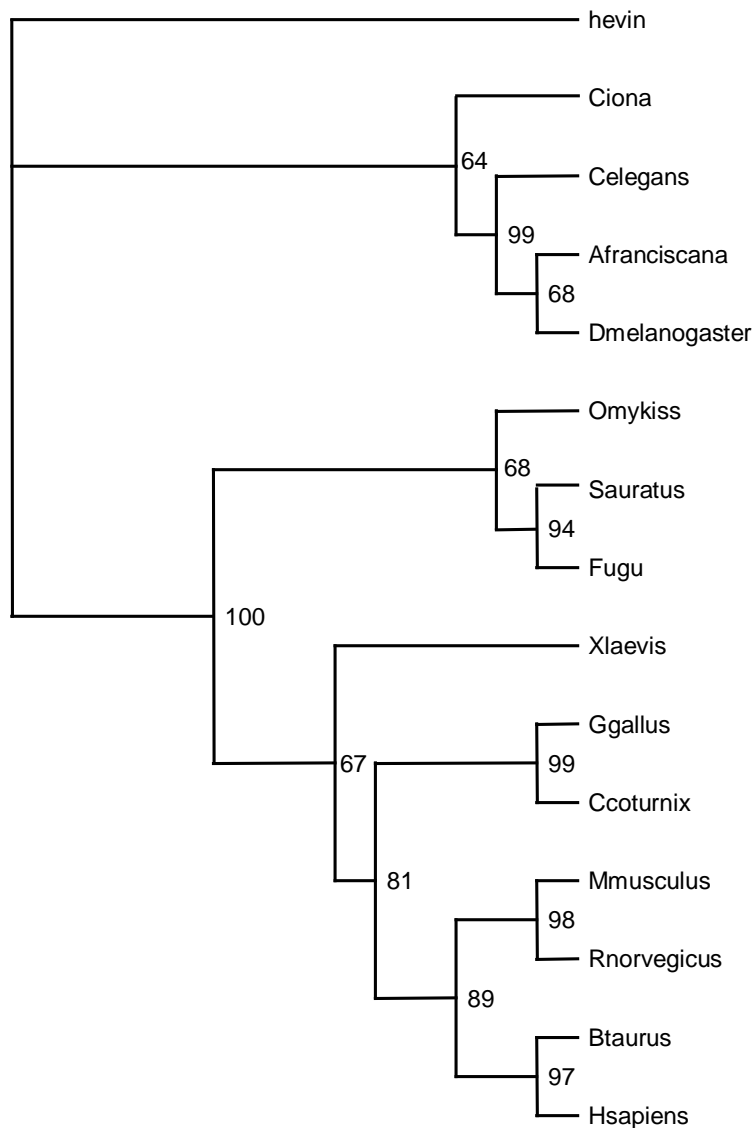 hevin
Ciona
64
Celegans
99
Afranciscana
68
Dmelanogaster
Omykiss
68
Sauratus
94
Fugu
100
Xlaevis
Ggallus
67
99
Ccoturnix
81
Mmusculus
98
Rnorvegicus
89
Btaurus
97
Hsapiens